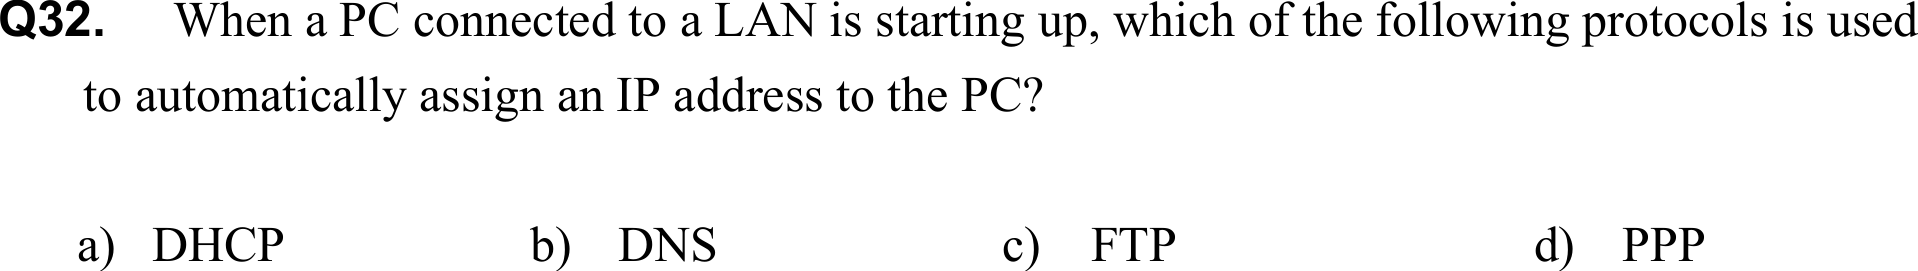 Q32. When a PC connected to a LAN is starting up, which of the following protocols is used
to automatically assign an IP address to the PC?
a) DHCP b) DNS c) FTP d) PPP